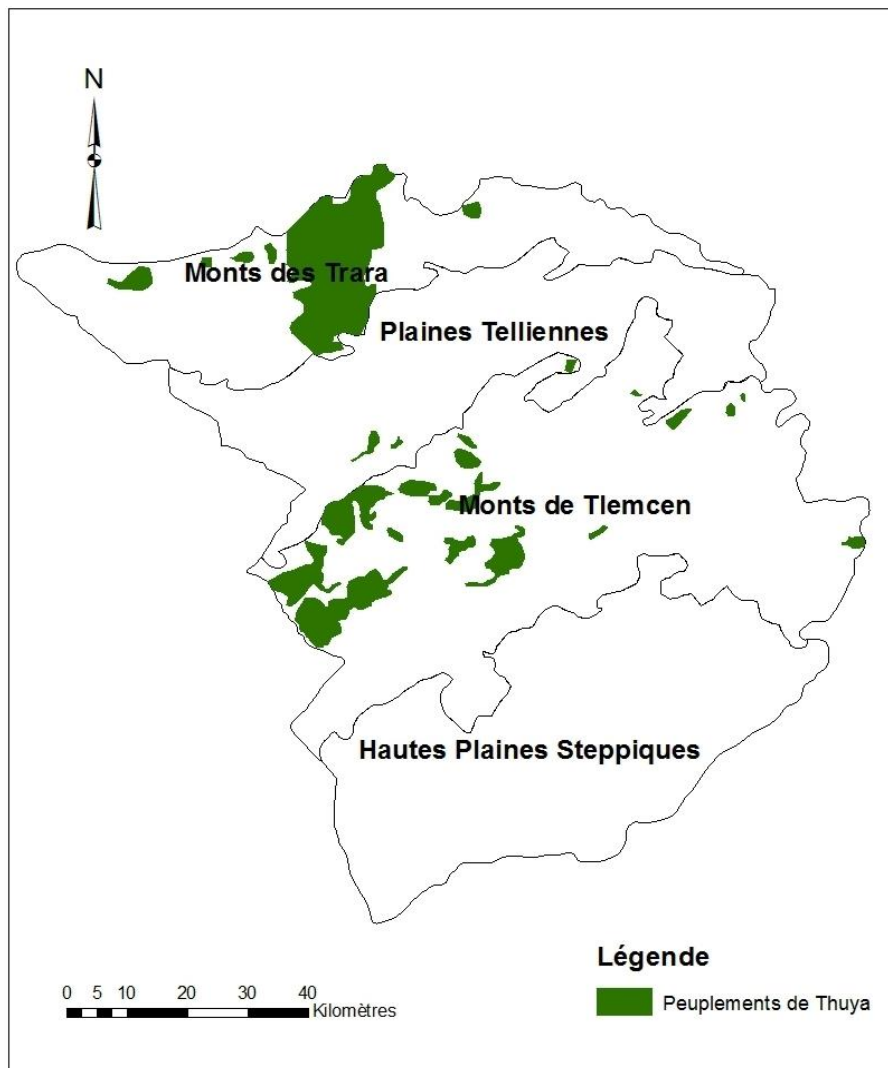 N
Monts des Trara
Plaines Telliennes
Monts de Tlemcen
Hautes Plaines Steppiques
Légende
Peuplements de Thuya
0 5 10 20 30 40
Kilomètres